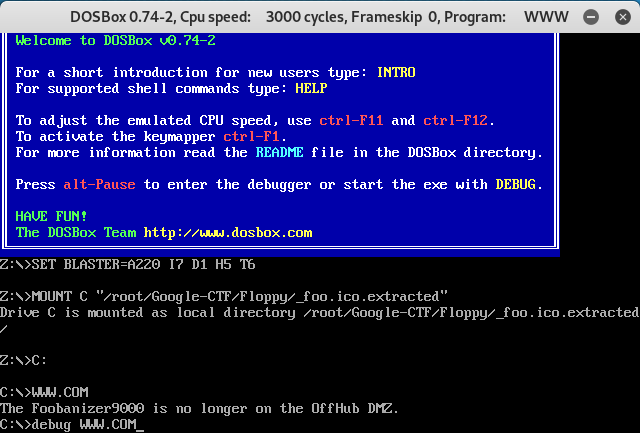 DOSBox 0.74-2, Cpu speed: 3000 cycles, Frameskip 0, Program: WWW
Welcome to DOSBox v0.74-2
For a short introduction for new users type: INTRO
For supported shell commands type: HELP
To adjust the emulated CPU speed, use ctrl-F11 and ctrl-F12.
To activate the keymapper ctrl-F1.
For more information read the README file in the DOSBox directory.
Press alt-Pause to enter the debugger or start the exe with DEBUG.
HAVE FUN!
The DOSBox Team http://www.dosbox.com
Z:\>SET BLASTER=A220 I7 D1 H5 T6
Z:\>MOUNT C "/root/Google-CTF/Floppy/_foo.ico.extracted"
Drive C is mounted as local directory /root/Google-CTF/Floppy/_foo.ico.extracted
/
Z:\>C:
C:\>WWW.COM
The Foobanizer9000 is no longer on the OffHub DMZ.
C:\>debug WWW.COM_